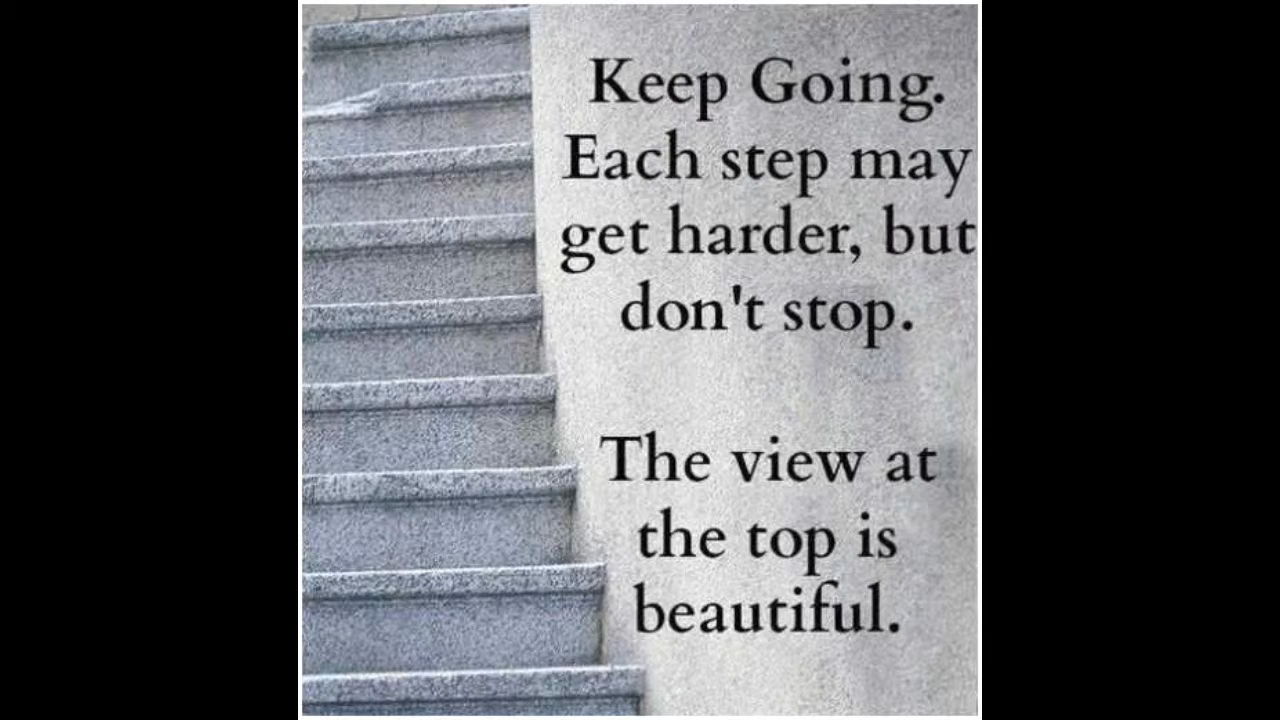 Keep Going.
Each step may
get harder, but
don't stop.
The view at
the top is
beautiful.